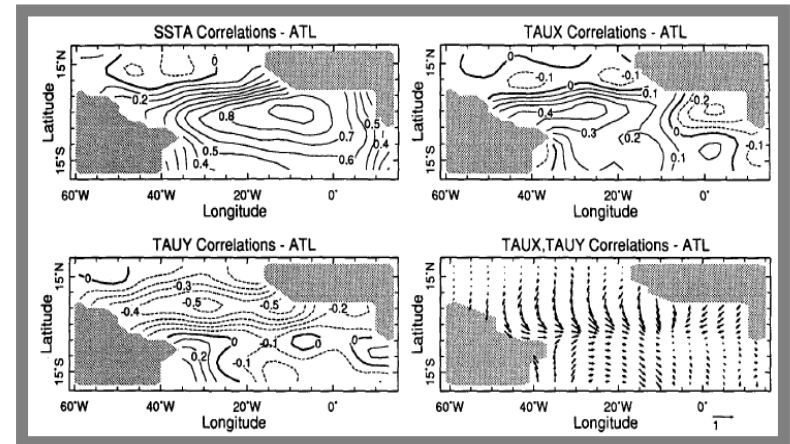 SSTA Correlations - ATL
15°N
Latitude
15°S
0
0.2
0.8
0.7
0.6
0.5
0.4
0.5
0.4
60°W 40°W 20°W 0°
Longitude
TAUX Correlations - ATL
15°N
Latitude
15°S
0
-0.1
-0.1
0
0.1
0.4
0.3
0.2
-0.2
0
0.1
-0.1
60°W 40°W 20°W 0°
Longitude
TAUY Correlations - ATL
15°N
Latitude
15°S
0
-0.3
-0.5
-0.5
-0.4
-0.2
0
-0.1
0
0
0.2
-0.1
60°W 40°W 20°W 0°
Longitude
TAUX,TAUY Correlations - ATL
15°N
Latitude
15°S
60°W 40°W 20°W 0°
Longitude
1